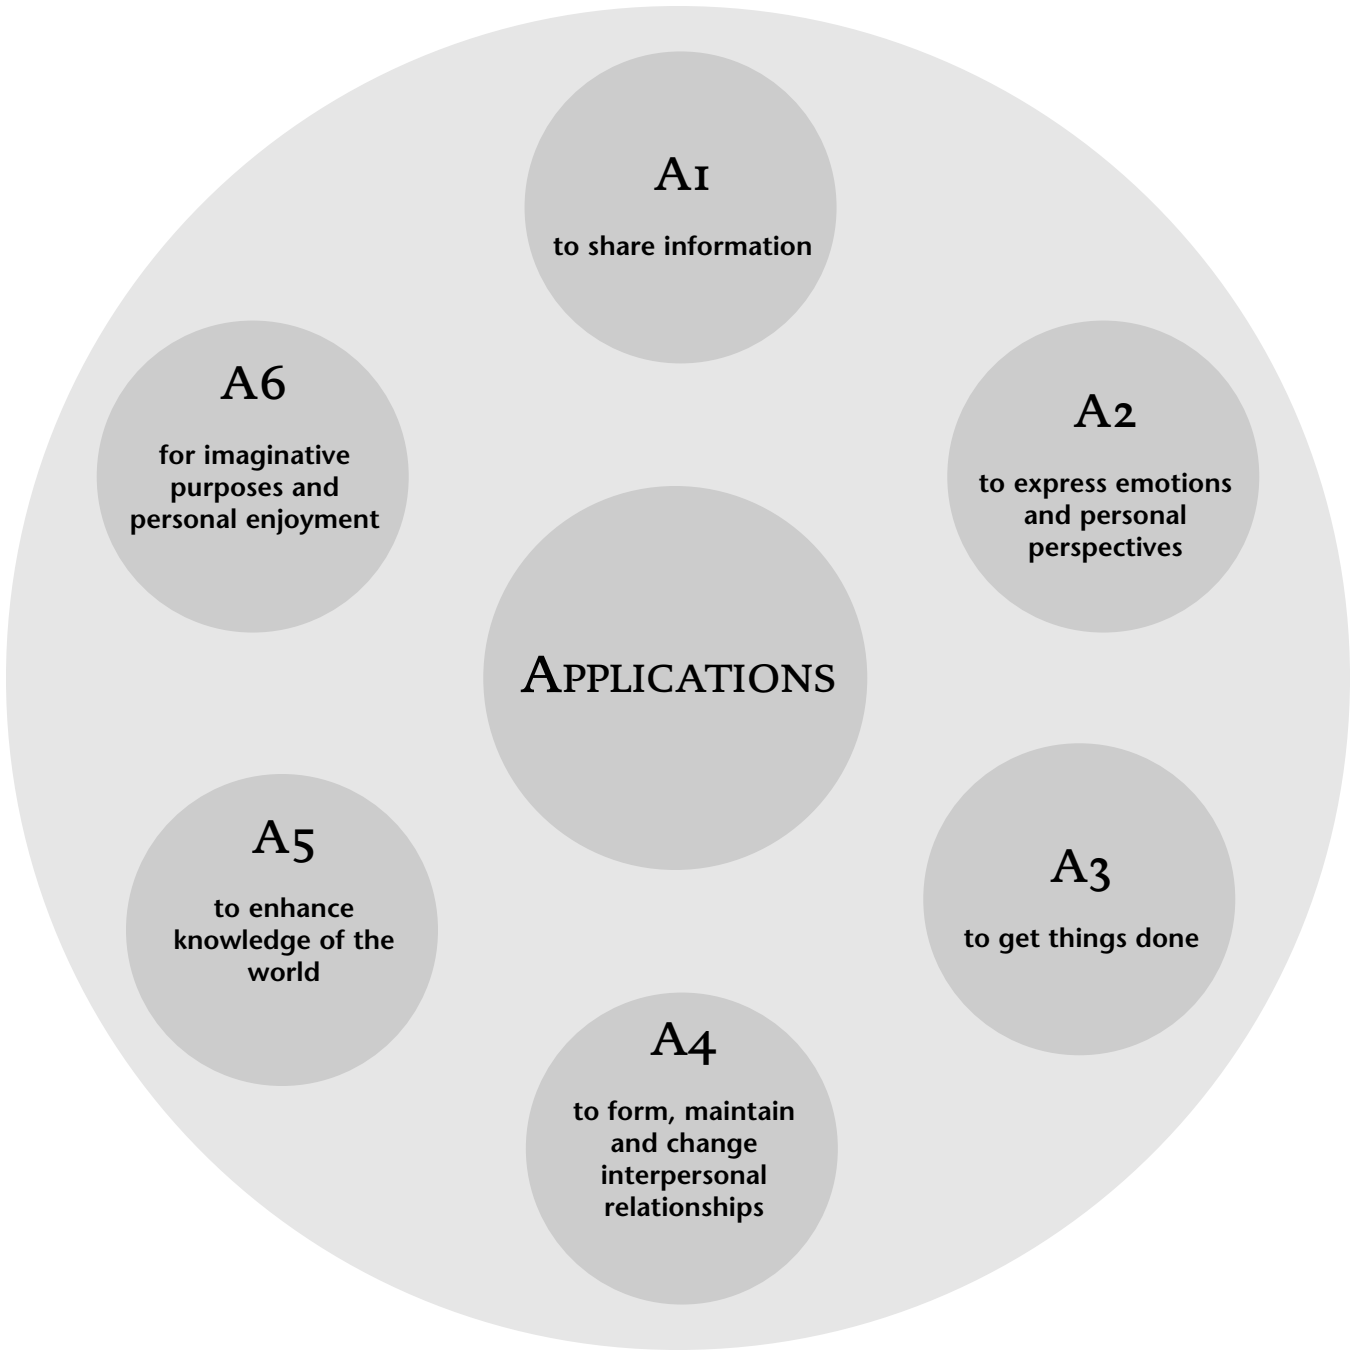 A1
to share information
A2
to express emotions
and personal
perspectives
A3
to get things done
A4
to form, maintain
and change
interpersonal
relationships
A5
to enhance
knowledge of the
world
A6
for imaginative
purposes and
personal enjoyment
APPLICATIONS